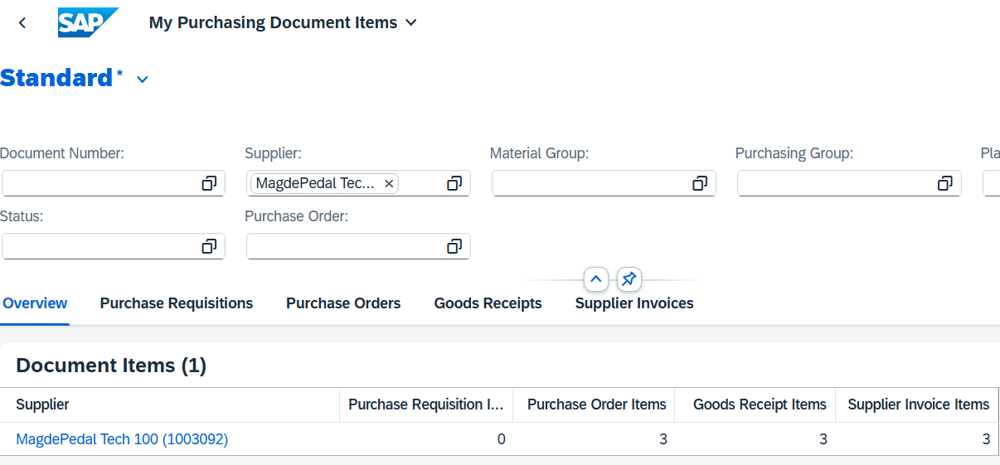 SAP My Purchasing Document Items
Standard *
Document Number: Supplier: Material Group: Purchasing Group: Pla
MagdePedal Tec...
Status: Purchase Order:
Overview Purchase Requisitions Purchase Orders Goods Receipts Supplier Invoices
Document Items (1)
Supplier Purchase Requisition I... Purchase Order Items Goods Receipt Items Supplier Invoice Items
MagdePedal Tech 100 (1003092) 0 3 3 3